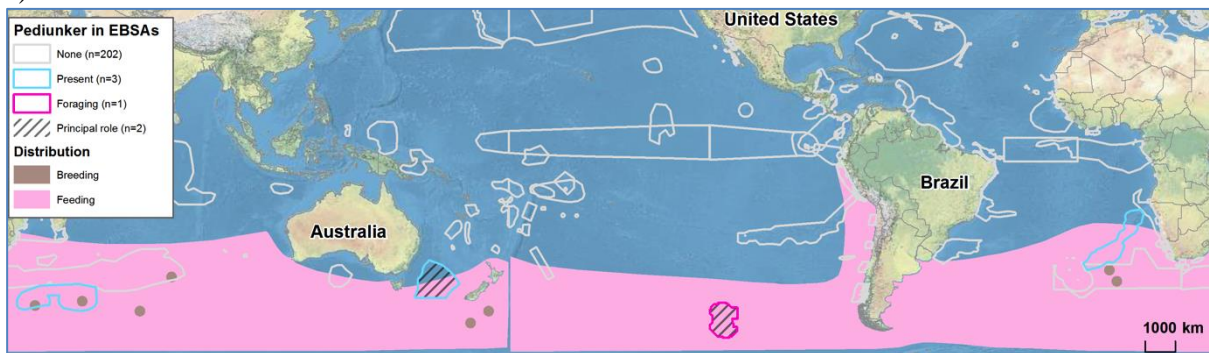 Pediunker in EBSAs
None (n=202)
Present (n=3)
Foraging (n=1)
Principal role (n=2)
Distribution
Breeding
Feeding
United States
Brazil
Australia
1000 km